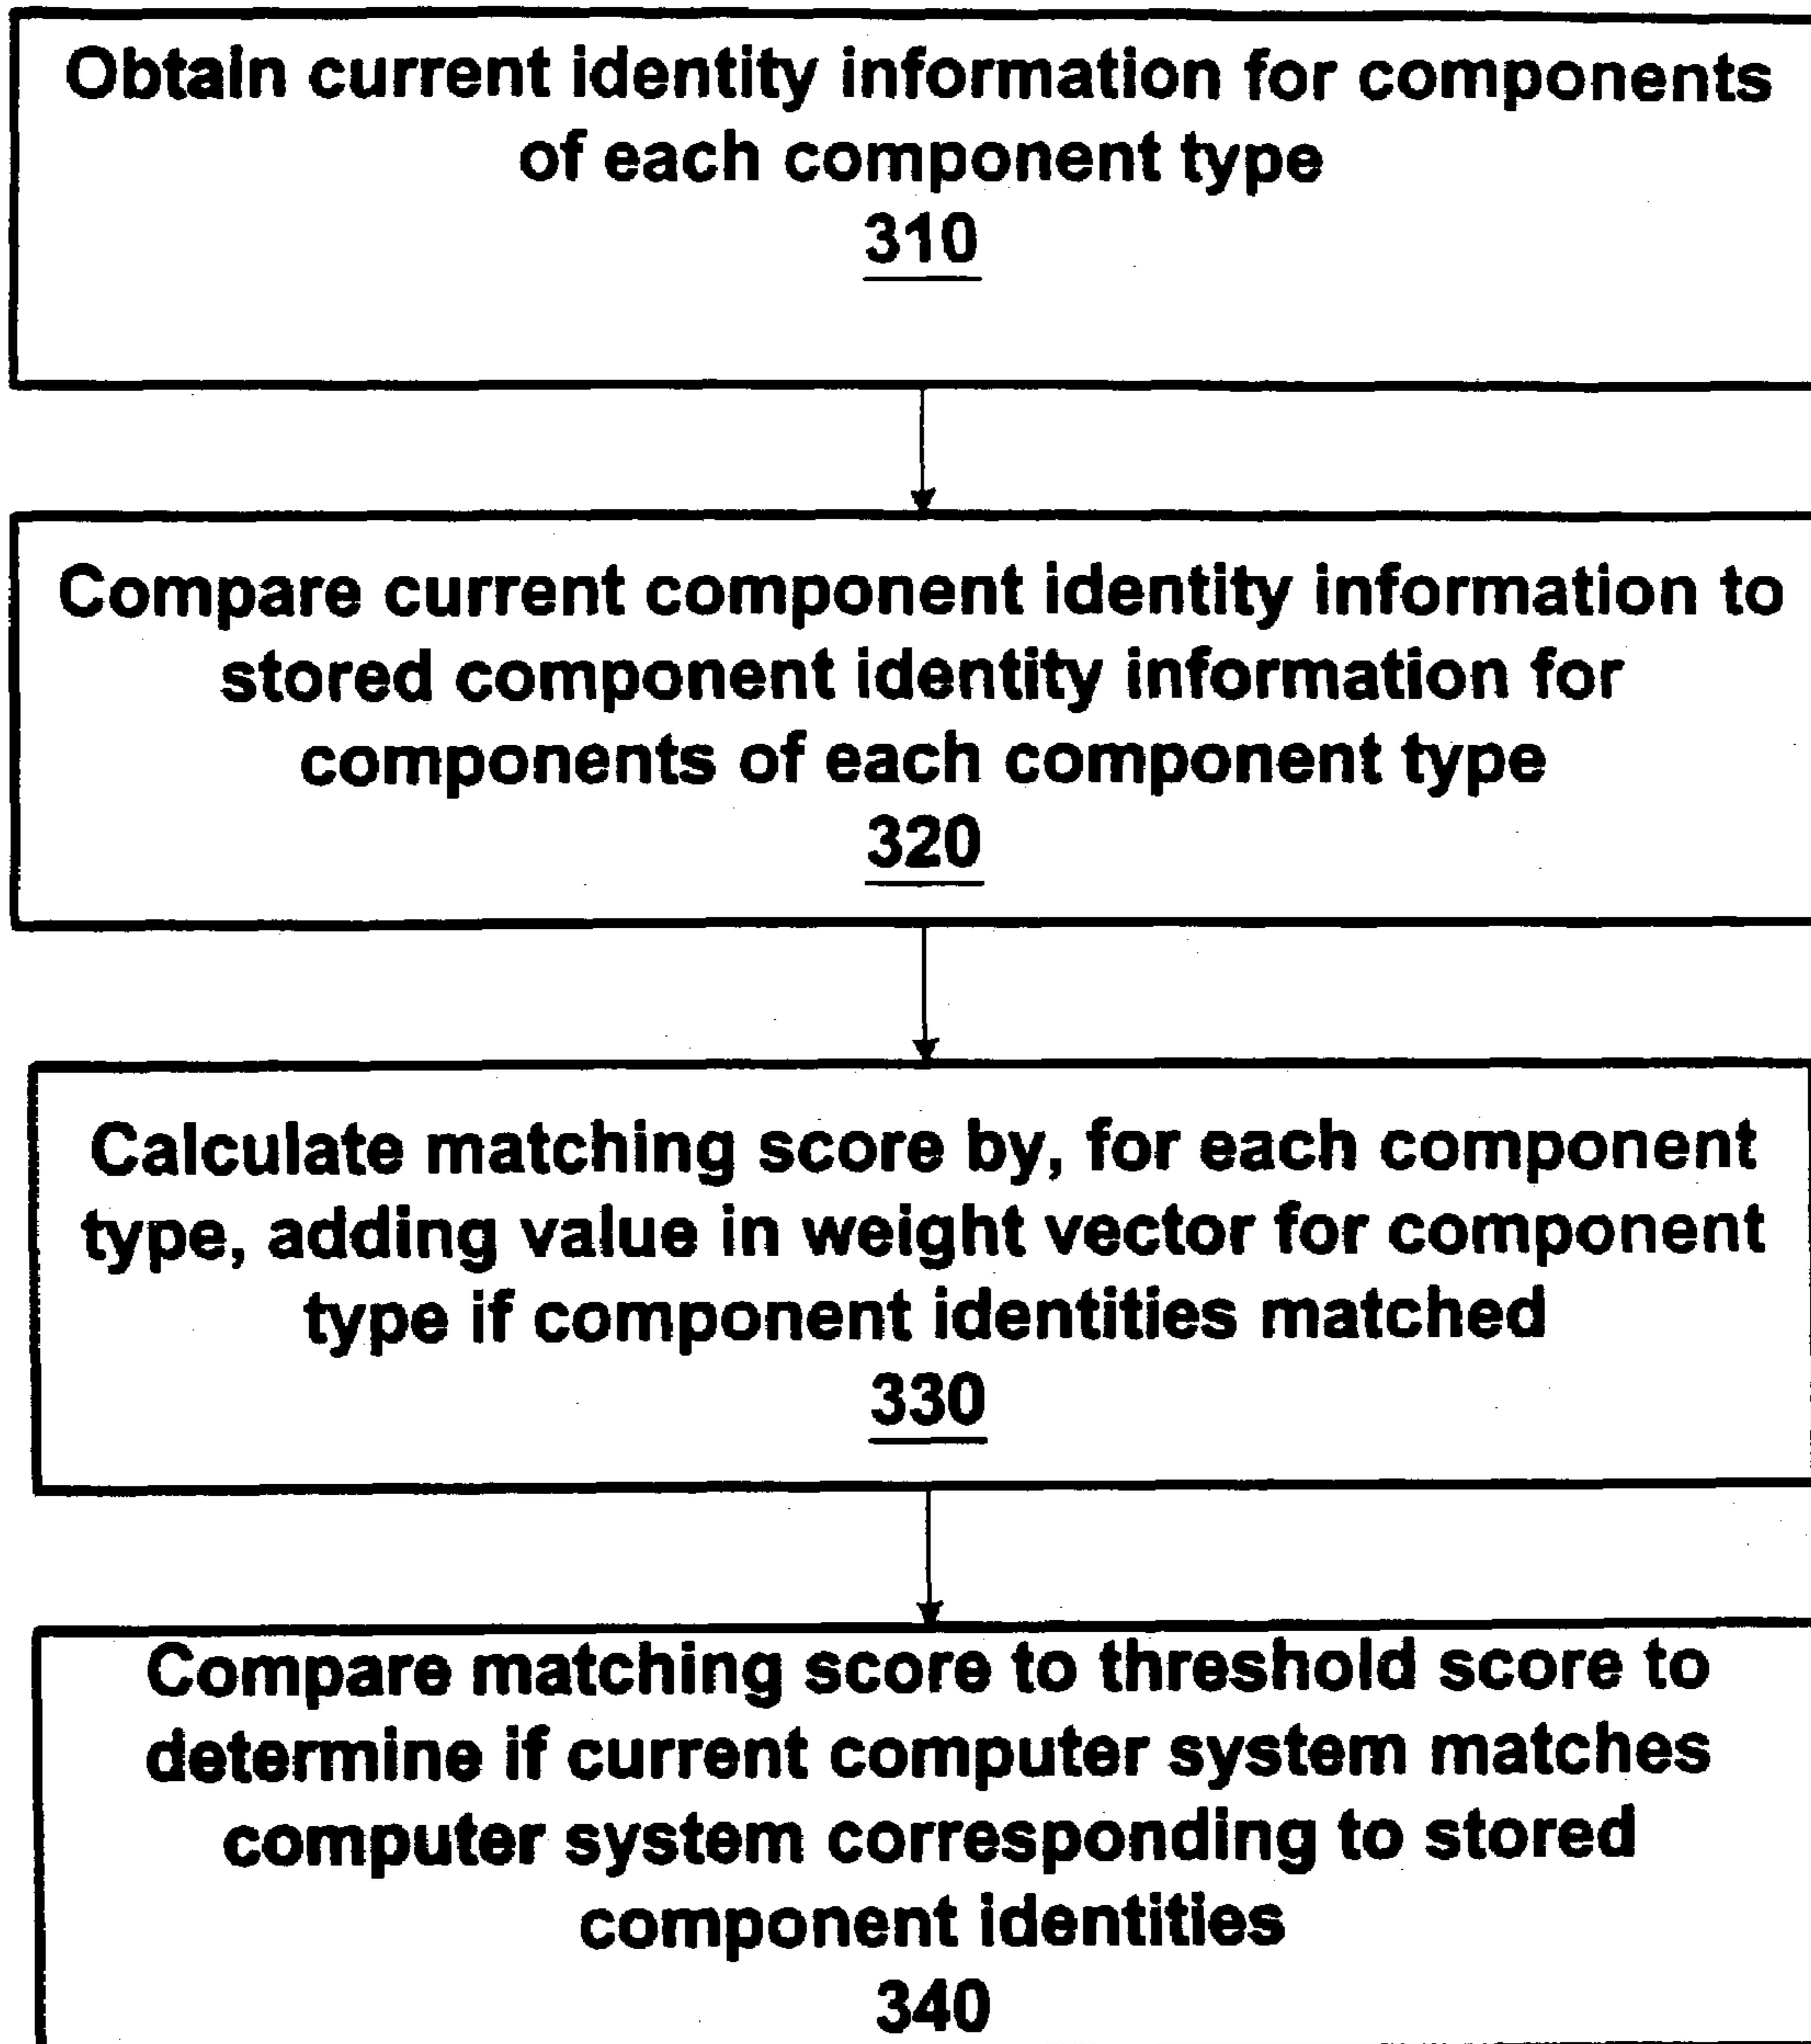 Obtain current identity information for components
of each component type
310
Compare current component identity information to
stored component identity information for
components of each component type
320
Calculate matching score by, for each component
type, adding value in weight vector for component
type if component identities matched
330
Compare matching score to threshold score to
determine if current computer system matches
computer system corresponding to stored
component identities
340